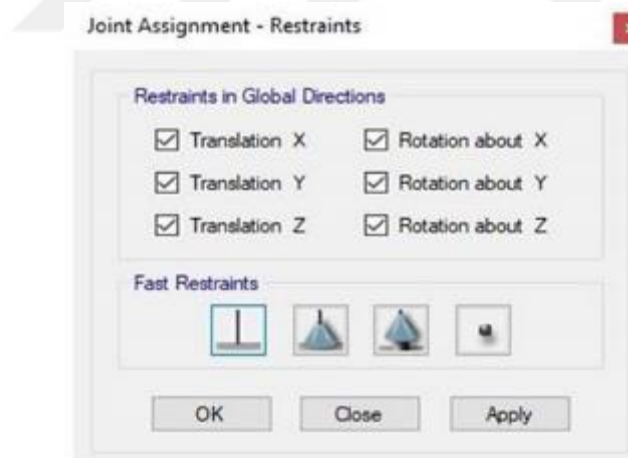 Joint Assignment - Restraints
Restraints in Global Directions
Translation X Rotation about X
Translation Y Rotation about Y
Translation Z Rotation about Z
Fast Restraints
OK Close Apply